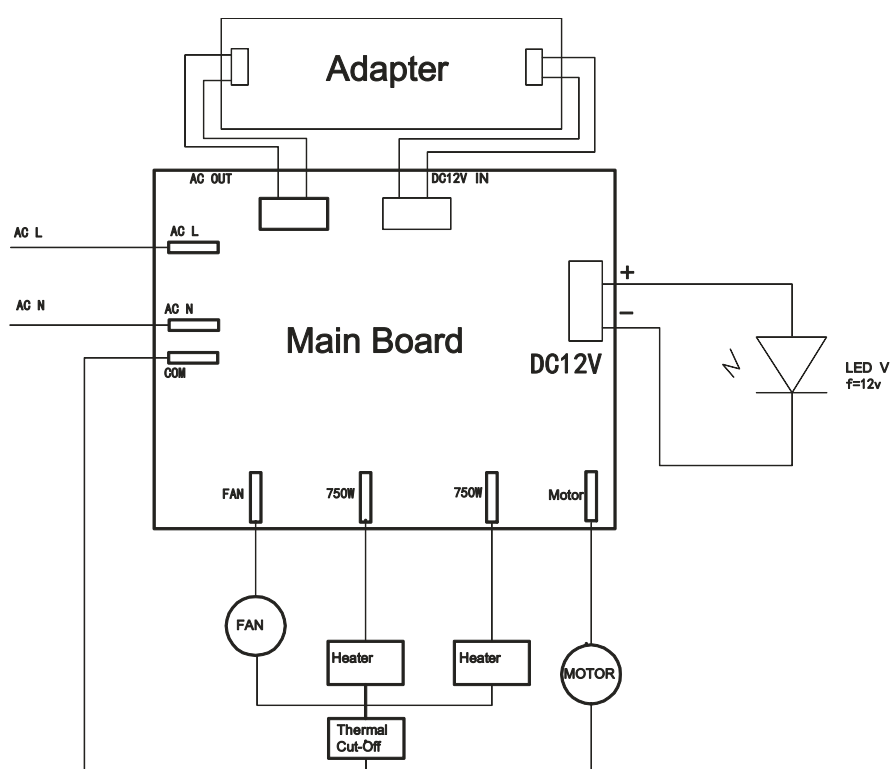 Adapter
AC OUT
DC12V IN
AC L
AC L
+
AC N
AC N
−
Main Board
COM
DC12V
LED V
f=12v
FAN
750W
750W
Motor
FAN
Heater
Heater
MOTOR
Thermal
Cut-Off